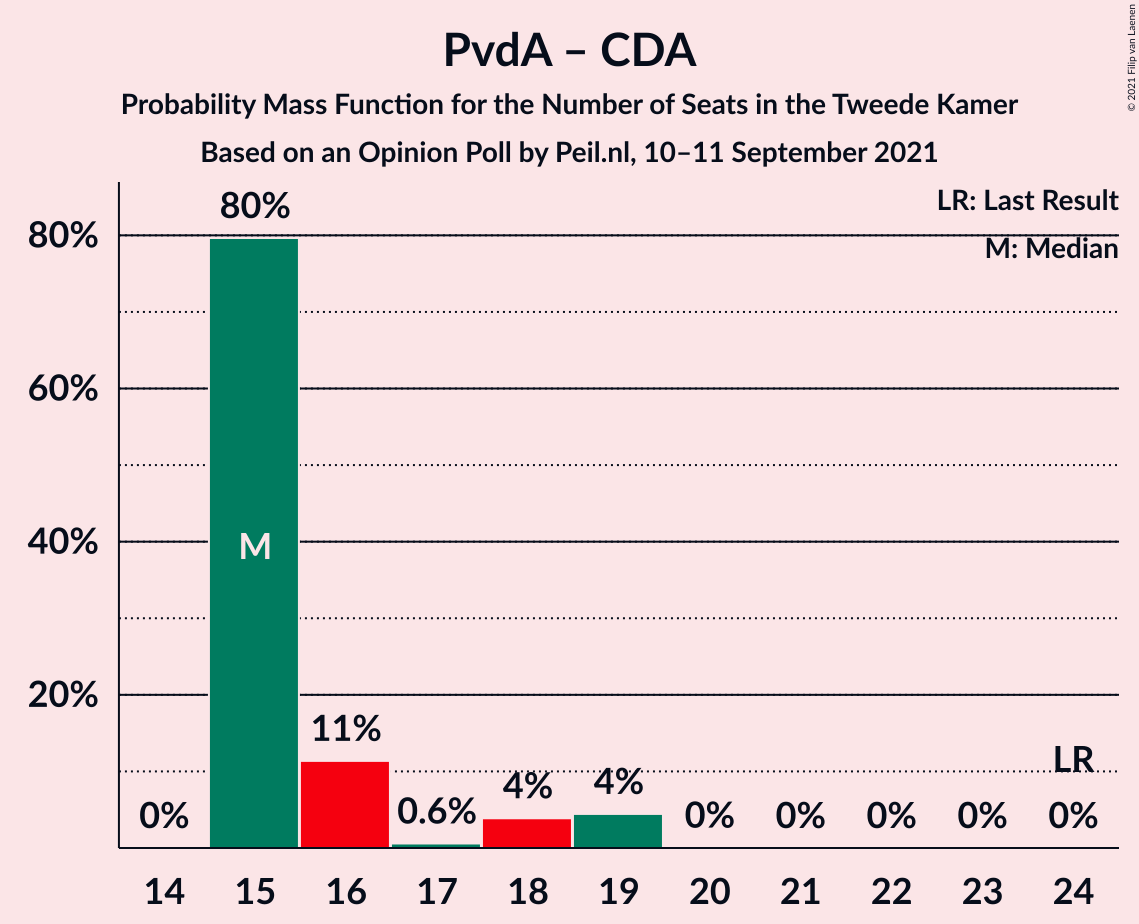 PvdA – CDA
Probability Mass Function for the Number of Seats in the Tweede Kamer
Based on an Opinion Poll by Peil.nl, 10–11 September 2021
© 2021 Filip van Laenen
LR: Last Result
M: Median
80%
60%
40%
20%
0%
80%
M
11%
0.6%
4%
4%
0%
0%
0%
0%
LR
0%
14 15 16 17 18 19 20 21 22 23 24